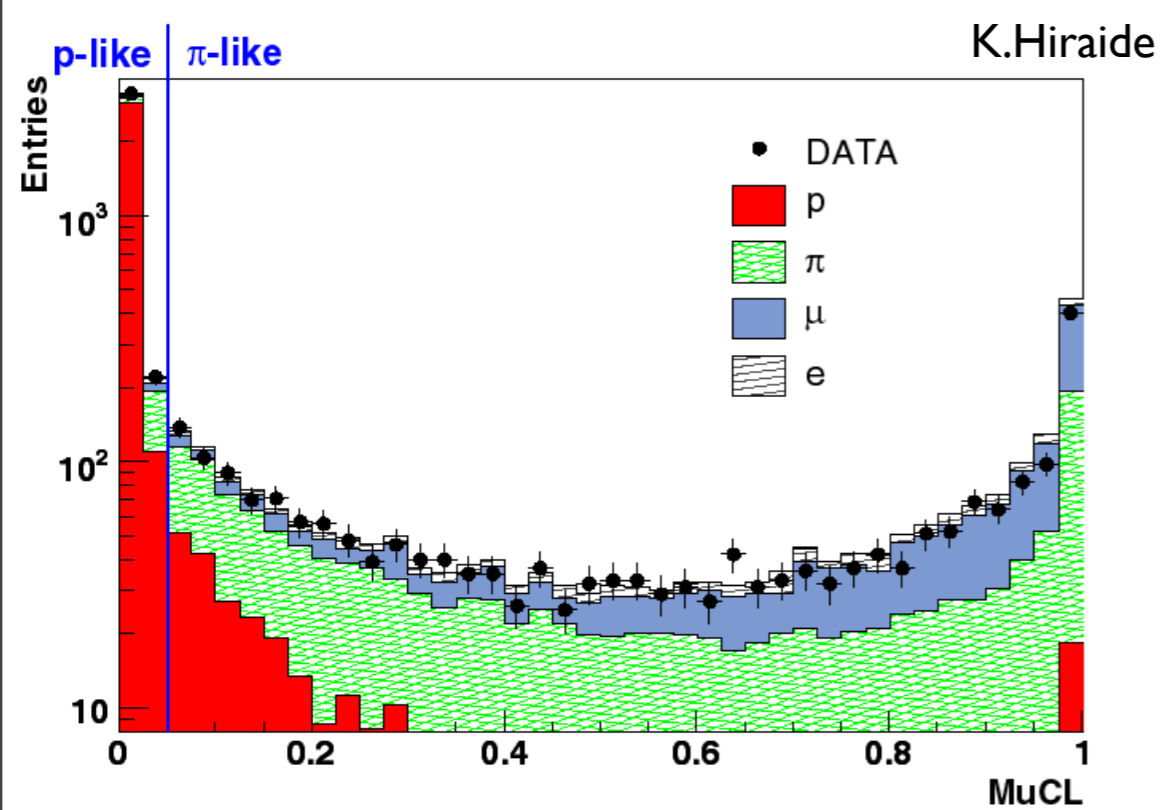 K.Hiraide
p-like π-like
Entries
DATA
p
π
μ
e
10³
10²
10
0 0.2 0.4 0.6 0.8 1
MuCL